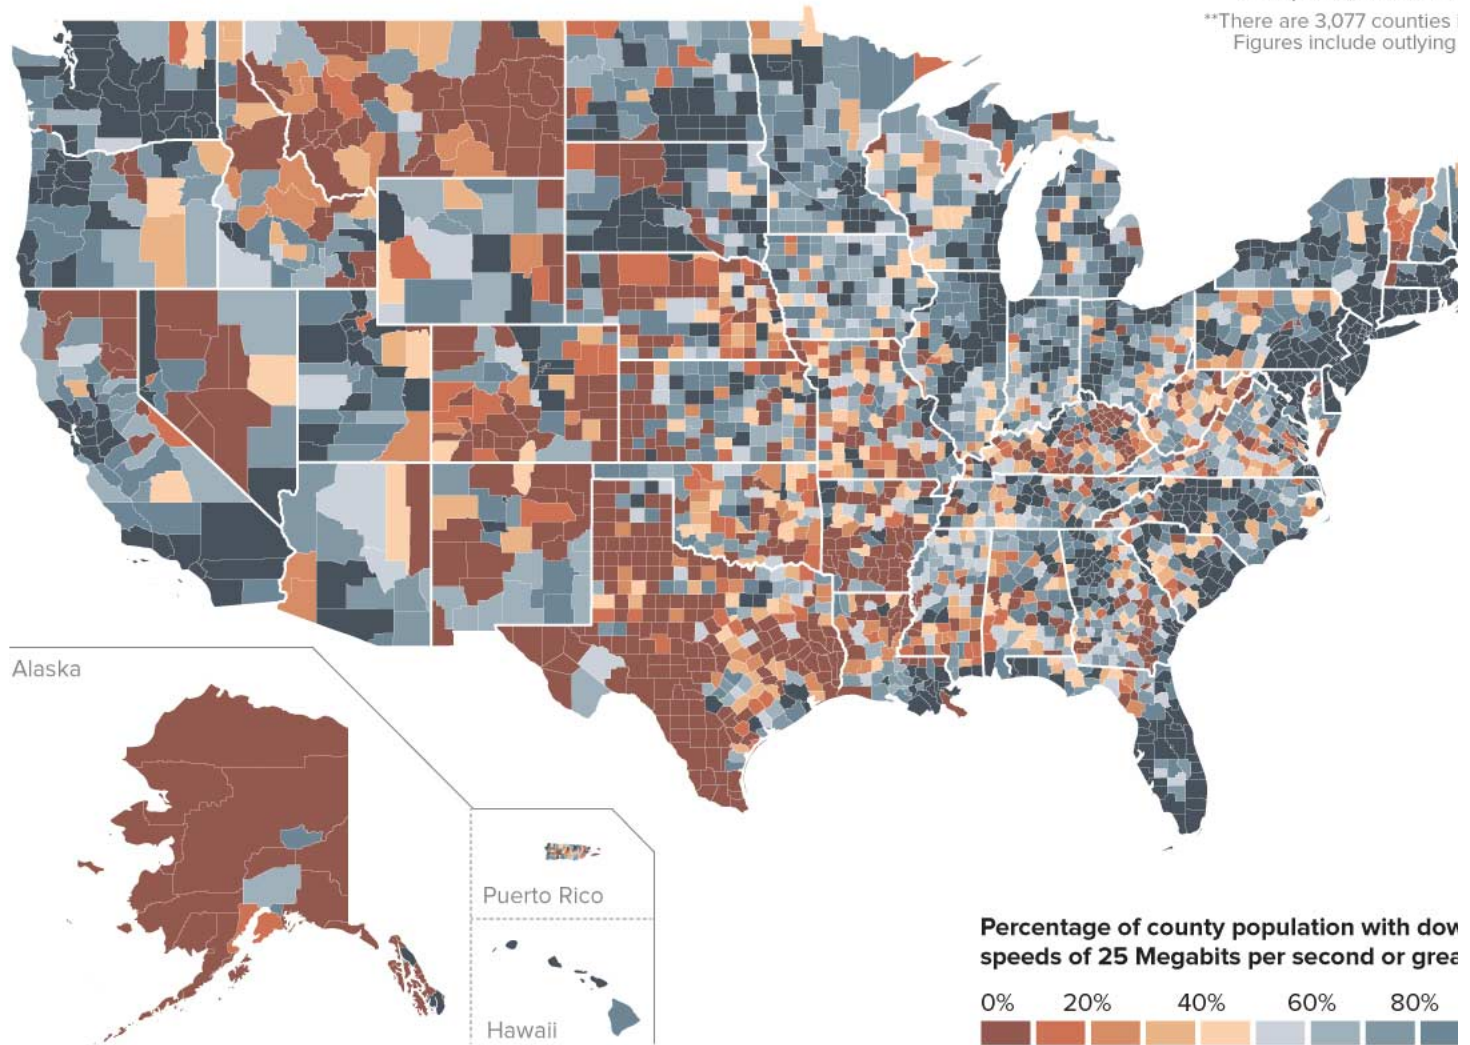 **There are 3,077 counties
Figures include outlying
Alaska
Puerto Rico
Hawaii
Percentage of county population with dow
speeds of 25 Megabits per second or grea
0% 20% 40% 60% 80%